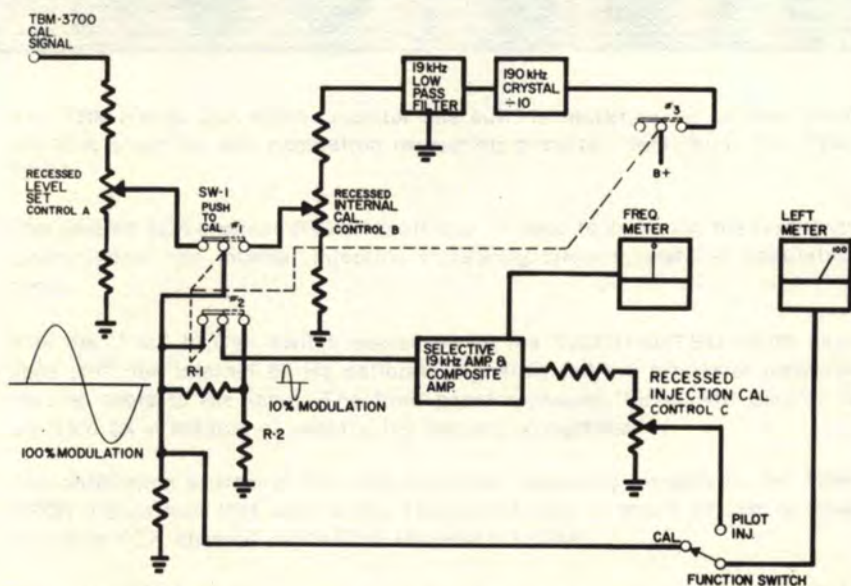 TBM-3700
CAL
SIGNAL
19 kHz
LOW
PASS
FILTER
190 kHz
CRYSTAL
÷10
#3
B+
RECESSED
LEVEL
SET
CONTROL A
SW-1
PUSH
TO
CAL.
#1
RECESSED
INTERNAL
CAL.
CONTROL B
FREQ.
METER
0
LEFT
METER
100
#2
R-1
10% MODULATION
R-2
100% MODULATION
SELECTIVE
19 kHz AMP &
COMPOSITE
AMP.
RECESSED
INJECTION CAL
CONTROL C
PILOT
INJ.
CAL.
FUNCTION SWITCH